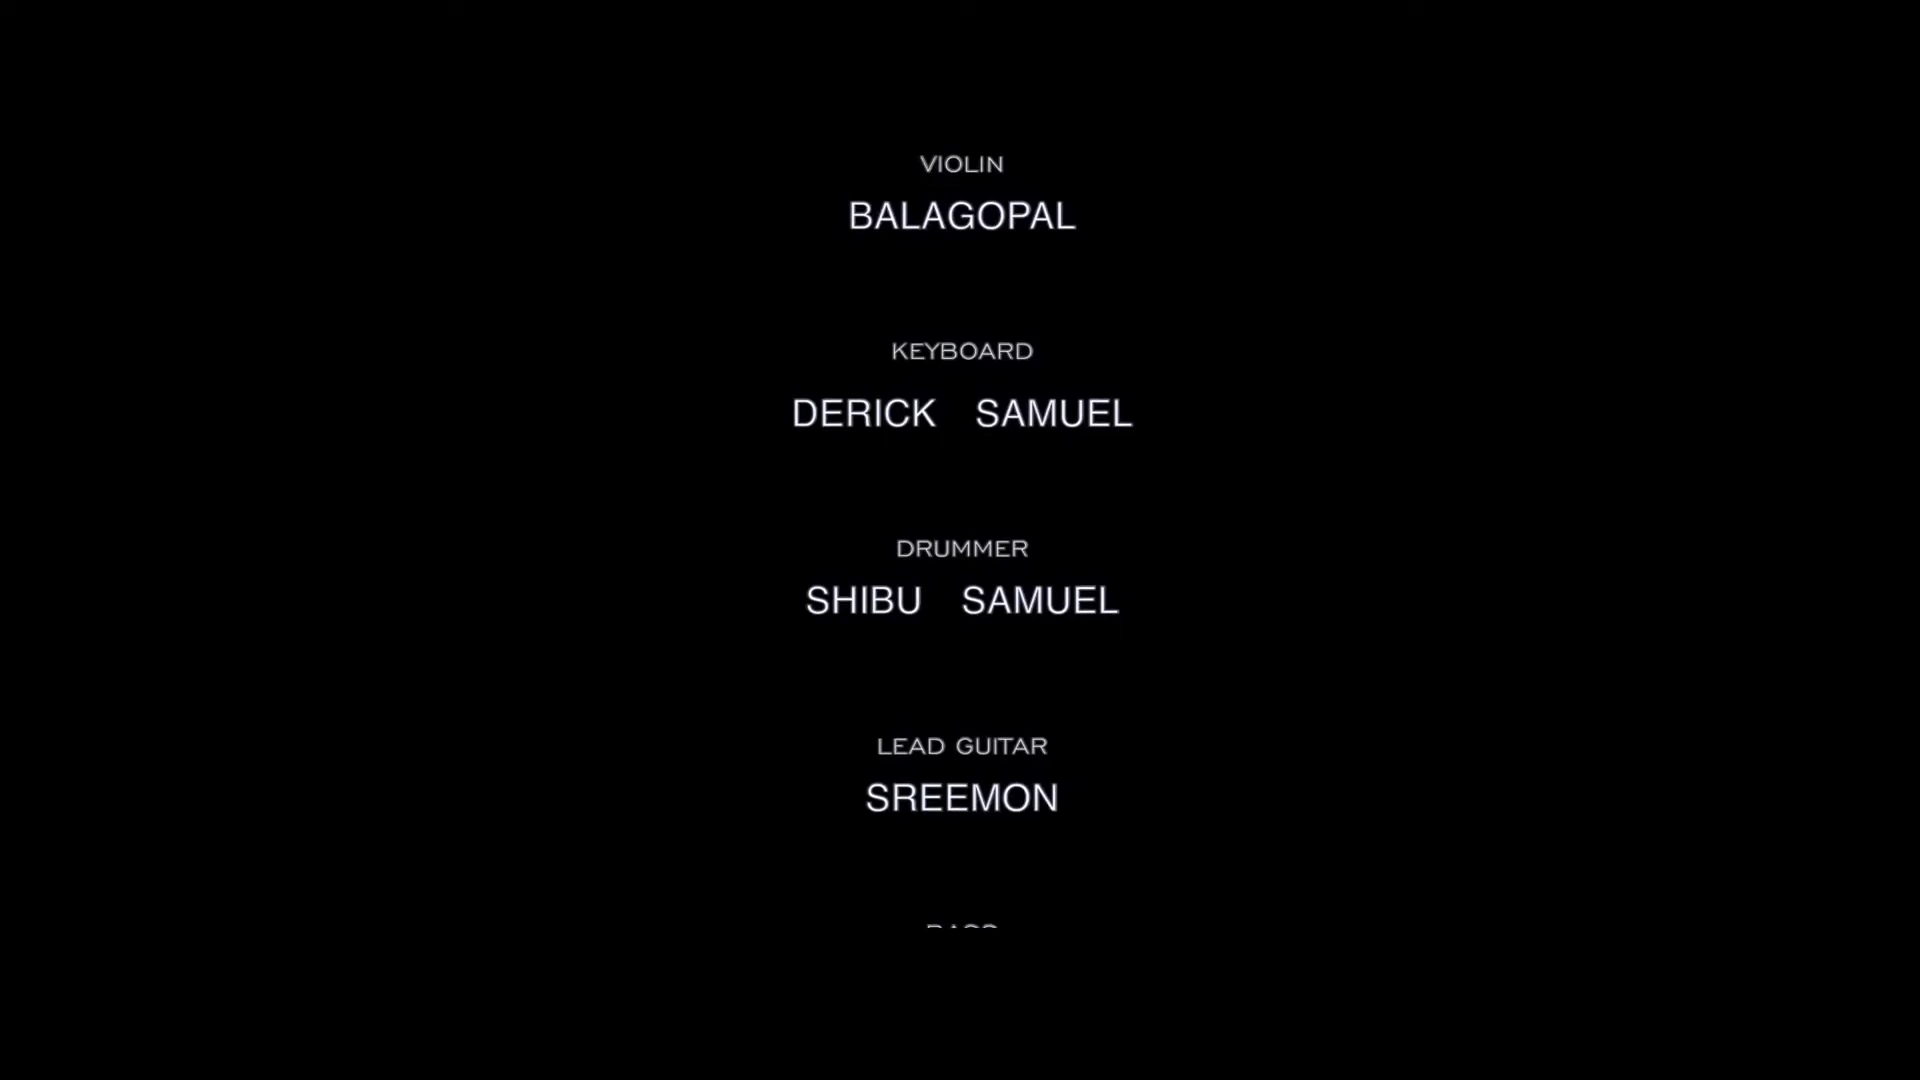 VIOLIN
BALAGOPAL
KEYBOARD
DERICK SAMUEL
DRUMMER
SHIBU SAMUEL
LEAD GUITAR
SREEMON